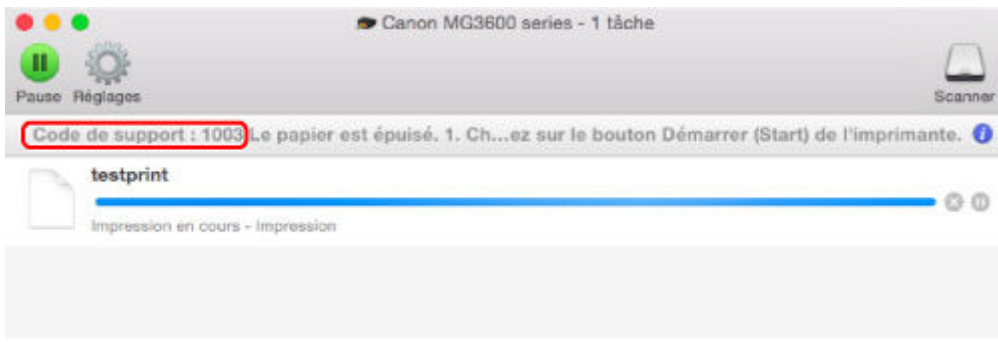 Canon MG3600 series - 1 tâche
Pause Réglages Scanner
Code de support : 1003 Le papier est épuisé. 1. Ch...ez sur le bouton Démarrer (Start) de l'imprimante.
testprint
Impression en cours - Impression